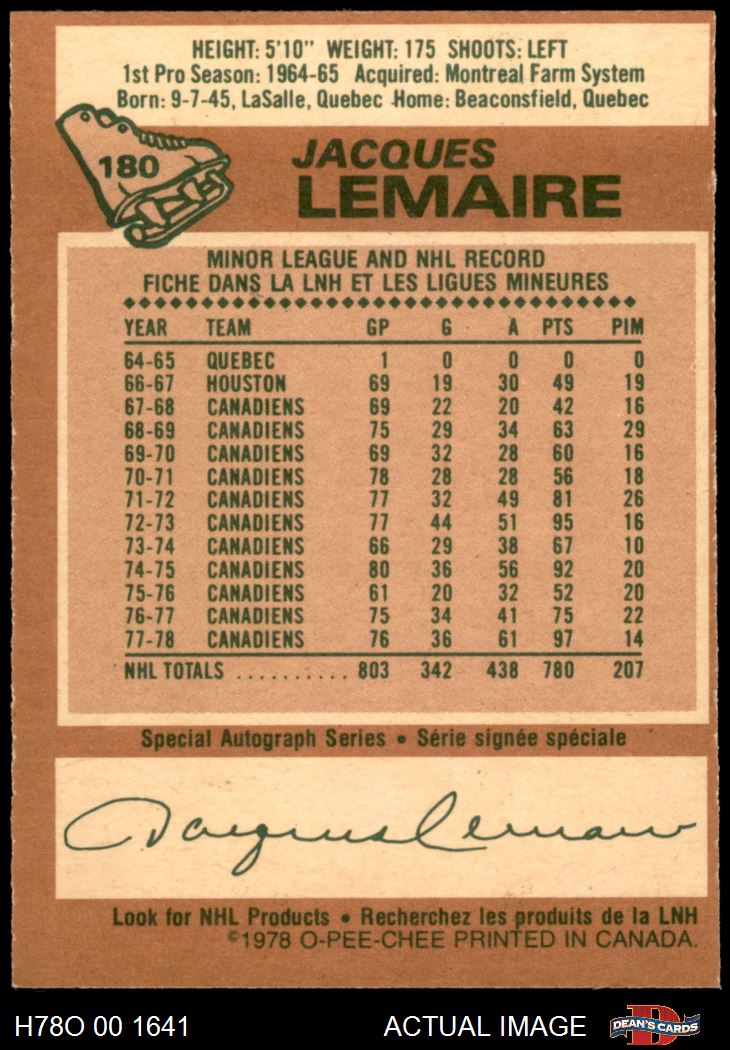 HEIGHT: 5'10" WEIGHT: 175 SHOOTS: LEFT
1st Pro Season: 1964-65 Acquired: Montreal Farm System
Born: 9-7-45, LaSalle, Quebec Home: Beaconsfield, Quebec
180
JACQUES
LEMAIRE
MINOR LEAGUE AND NHL RECORD
FICHE DANS LA LNH ET LES LIGUES MINEURES
YEAR TEAM GP G A PTS PIM
64-65 QUEBEC 1 0 0 0 0
66-67 HOUSTON 69 19 30 49 19
67-68 CANADIENS 69 22 20 42 16
68-69 CANADIENS 75 29 34 63 29
69-70 CANADIENS 69 32 28 60 16
70-71 CANADIENS 78 28 28 56 18
71-72 CANADIENS 77 32 49 81 26
72-73 CANADIENS 77 44 51 95 16
73-74 CANADIENS 66 29 38 67 10
74-75 CANADIENS 80 36 56 92 20
75-76 CANADIENS 61 20 32 52 20
76-77 CANADIENS 75 34 41 75 22
77-78 CANADIENS 76 36 61 97 14
NHL TOTALS .......... 803 342 438 780 207
Special Autograph Series • Série signée spéciale
Jacques Lemaire
Look for NHL Products • Recherchez les produits de la LNH
©1978 O-PEE-CHEE PRINTED IN CANADA.
H78O 00 1641 ACTUAL IMAGE DEAN'S CARDS